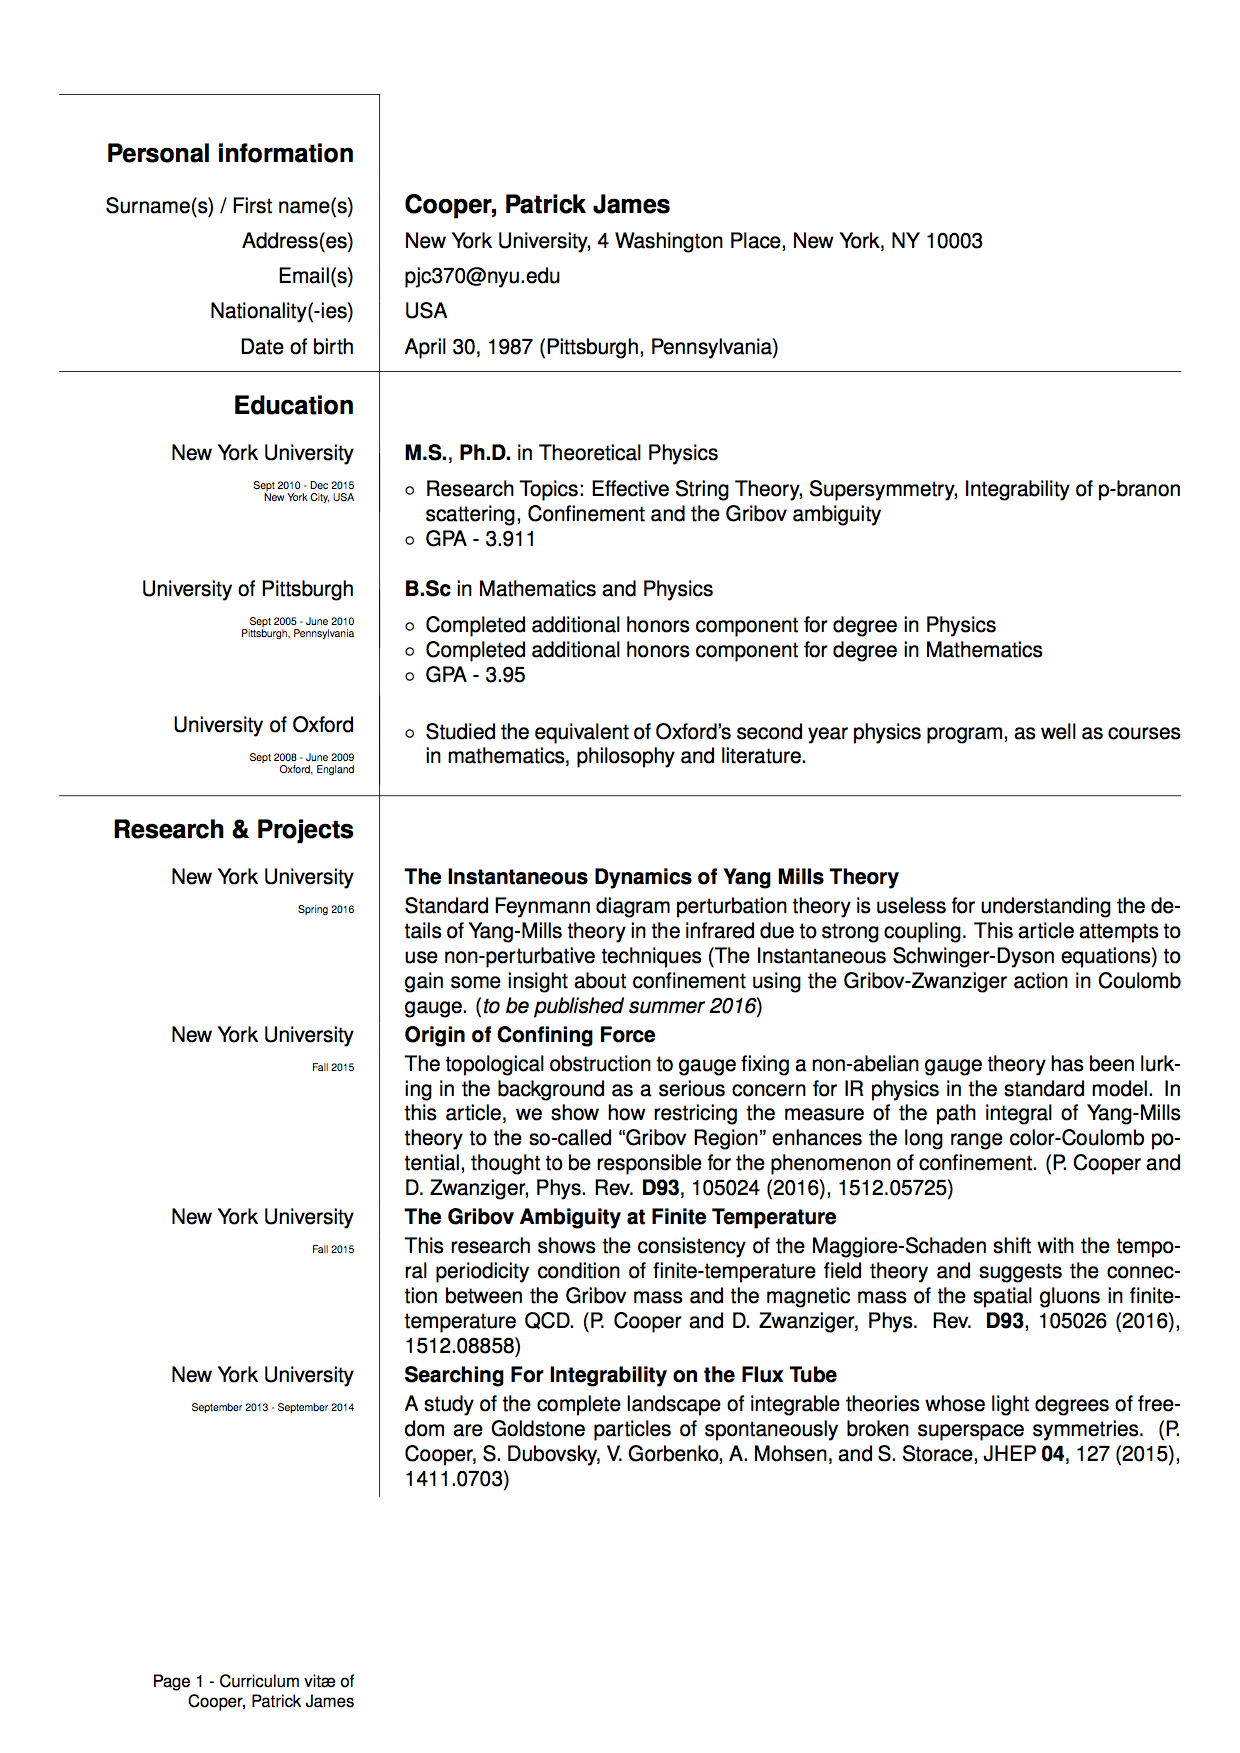 Personal information
Surname(s) / First name(s) Cooper, Patrick James
Address(es) New York University, 4 Washington Place, New York, NY 10003
Email(s) pjc370@nyu.edu
Nationality(-ies) USA
Date of birth April 30, 1987 (Pittsburgh, Pennsylvania)
Education
New York University M.S., Ph.D. in Theoretical Physics
Sept 2010 - Dec 2015
New York City, USA
◦ Research Topics: Effective String Theory, Supersymmetry, Integrability of p-branon
scattering, Confinement and the Gribov ambiguity
◦ GPA - 3.911
University of Pittsburgh B.Sc in Mathematics and Physics
Sept 2005 - June 2010
Pittsburgh, Pennsylvania
◦ Completed additional honors component for degree in Physics
◦ Completed additional honors component for degree in Mathematics
◦ GPA - 3.95
University of Oxford
Sept 2008 - June 2009
Oxford, England
◦ Studied the equivalent of Oxford's second year physics program, as well as courses
in mathematics, philosophy and literature.
Research & Projects
New York University The Instantaneous Dynamics of Yang Mills Theory
Spring 2016
Standard Feynmann diagram perturbation theory is useless for understanding the de-
tails of Yang-Mills theory in the infrared due to strong coupling. This article attempts to
use non-perturbative techniques (The Instantaneous Schwinger-Dyson equations) to
gain some insight about confinement using the Gribov-Zwanziger action in Coulomb
gauge. (to be published summer 2016)
New York University Origin of Confining Force
Fall 2015
The topological obstruction to gauge fixing a non-abelian gauge theory has been lurk-
ing in the background as a serious concern for IR physics in the standard model. In
this article, we show how restricing the measure of the path integral of Yang-Mills
theory to the so-called “Gribov Region” enhances the long range color-Coulomb po-
tential, thought to be responsible for the phenomenon of confinement. (P. Cooper and
D. Zwanziger, Phys. Rev. D93, 105024 (2016), 1512.05725)
New York University The Gribov Ambiguity at Finite Temperature
Fall 2015
This research shows the consistency of the Maggiore-Schaden shift with the tempo-
ral periodicity condition of finite-temperature field theory and suggests the connec-
tion between the Gribov mass and the magnetic mass of the spatial gluons in finite-
temperature QCD. (P. Cooper and D. Zwanziger, Phys. Rev. D93, 105026 (2016),
1512.08858)
New York University Searching For Integrability on the Flux Tube
September 2013 - September 2014
A study of the complete landscape of integrable theories whose light degrees of free-
dom are Goldstone particles of spontaneously broken superspace symmetries. (P.
Cooper, S. Dubovsky, V. Gorbenko, A. Mohsen, and S. Storace, JHEP 04, 127 (2015),
1411.0703)
Page 1 - Curriculum vitæ of
Cooper, Patrick James